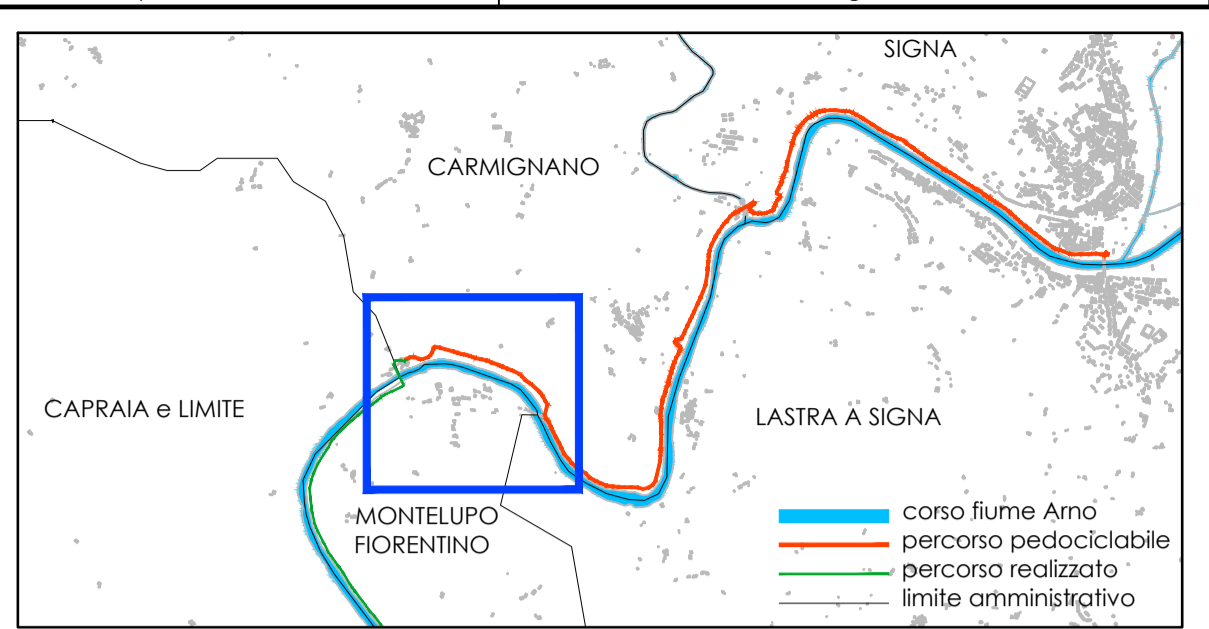 SIGNA
CARMIGNANO
CAPRAIA e LIMITE
LASTRA A SIGNA
MONTELUPO
FIORENTINO
corso fiume Arno
percorso pedociclabile
percorso realizzato
limite amministrativo